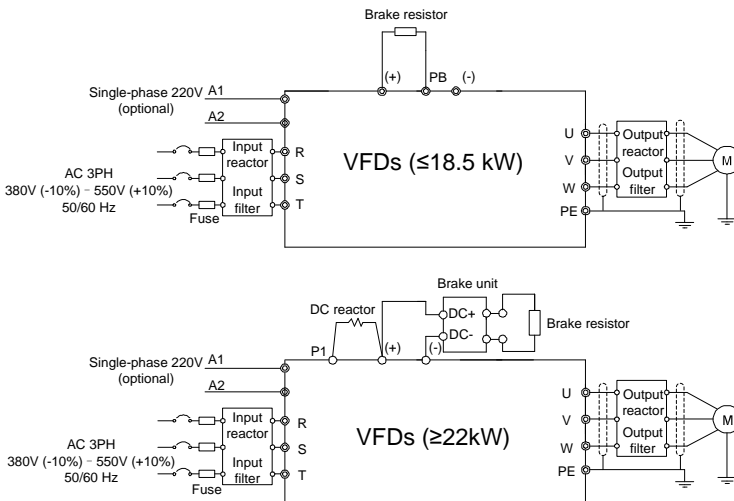 Brake resistor
(+) PB (-)
Single-phase 220V A1
(optional)
A2
AC 3PH
380V (-10%) - 550V (+10%)
50/60 Hz
Fuse
Input
reactor
Input
filter
R
S
T
VFDs (≤18.5 kW)
U
V
W
PE
Output
reactor
Output
filter
M
Brake unit
DC reactor
DC+
DC-
Brake resistor
P1 (+) (-)
Single-phase 220V A1
(optional)
A2
AC 3PH
380V (-10%) - 550V (+10%)
50/60 Hz
Fuse
Input
reactor
Input
filter
R
S
T
VFDs (≥22kW)
U
V
W
PE
Output
reactor
Output
filter
M